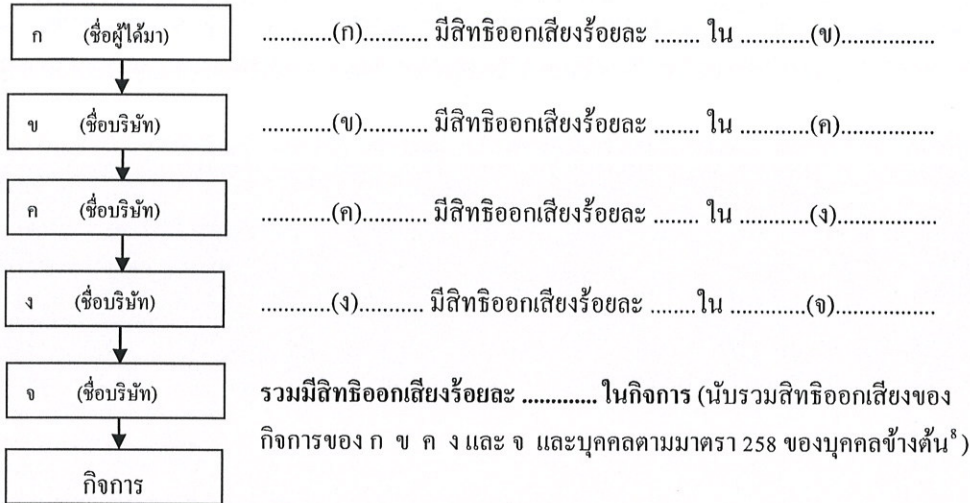 ก (ชื่อผู้ได้มา) ............(ก)........... มีสิทธิออกเสียงร้อยละ ........ ใน ............(ข)................
ข (ชื่อบริษัท) ............(ข)........... มีสิทธิออกเสียงร้อยละ ........ ใน ............(ค)................
ค (ชื่อบริษัท) ............(ค)........... มีสิทธิออกเสียงร้อยละ ........ ใน ............(ง).................
ง (ชื่อบริษัท) ............(ง)........... มีสิทธิออกเสียงร้อยละ ........ใน .............(จ).................
จ (ชื่อบริษัท) รวมมีสิทธิออกเสียงร้อยละ ............. ในกิจการ (นับรวมสิทธิออกเสียงของ
กิจการของ ก ข ค ง และ จ และบุคคลตามมาตรา 258 ของบุคคลข้างต้น⁸)
กิจการ